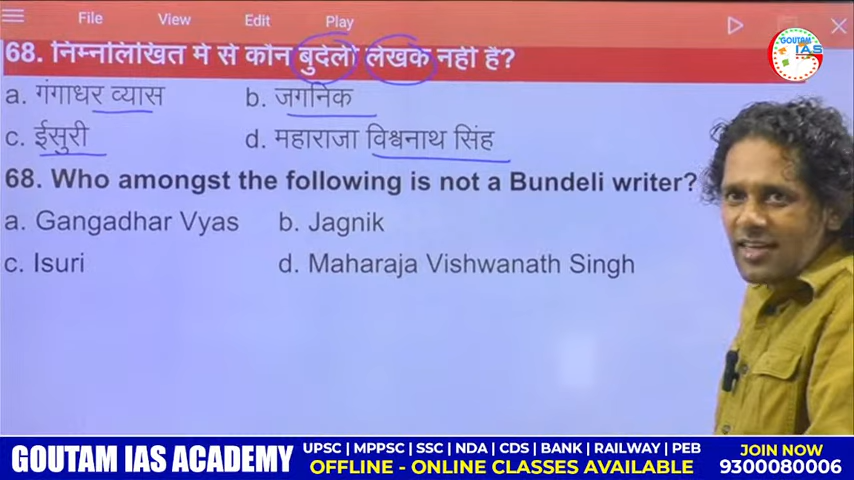 File View Edit Play
68. निम्नलिखित में से कौन बुंदेली लेखक नहीं हैं?
a. गंगाधर व्यास b. जगनिक
c. ईसुरी d. महाराजा विश्वनाथ सिंह
68. Who amongst the following is not a Bundeli writer?
a. Gangadhar Vyas b. Jagnik
c. Isuri d. Maharaja Vishwanath Singh
GOUTAM
IAS
GOUTAM IAS ACADEMY
UPSC | MPPSC | SSC | NDA | CDS | BANK | RAILWAY | PEB
OFFLINE - ONLINE CLASSES AVAILABLE
JOIN NOW
9300080006